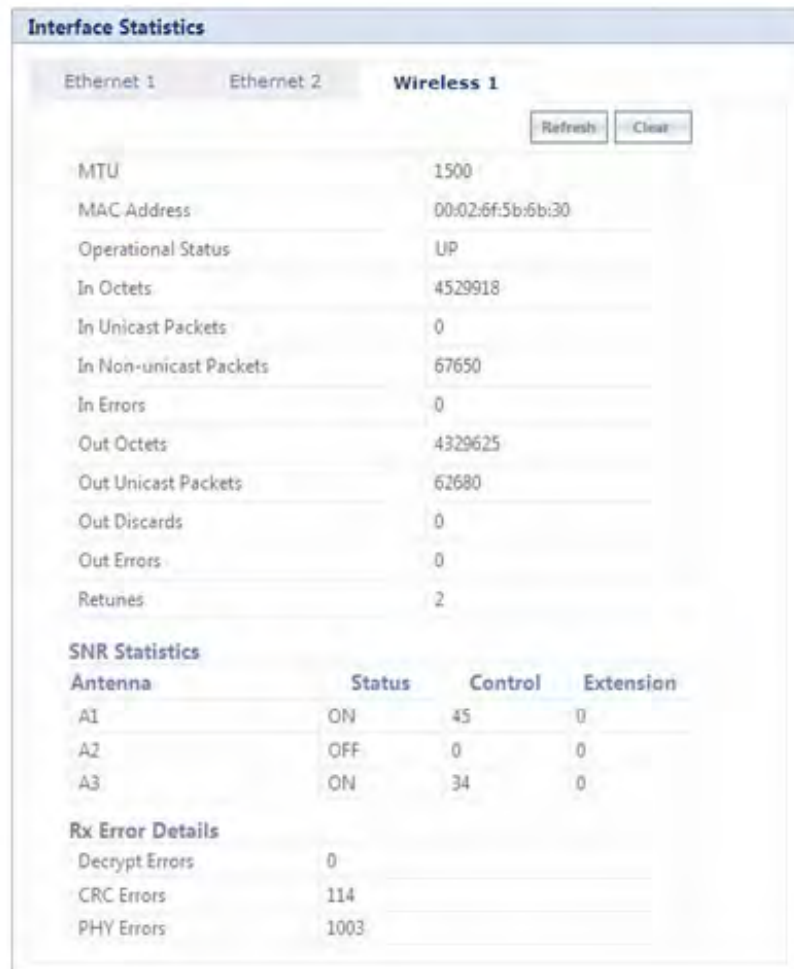 Interface Statistics
Ethernet 1 Ethernet 2 Wireless 1
Refresh Clear
MTU 1500
MAC Address 00:02:6f:5b:6b:30
Operational Status UP
In Octets 4529918
In Unicast Packets 0
In Non-unicast Packets 67650
In Errors 0
Out Octets 4329625
Out Unicast Packets 62680
Out Discards 0
Out Errors 0
Retunes 2
SNR Statistics
Antenna Status Control Extension
A1 ON 45 0
A2 OFF 0 0
A3 ON 34 0
Rx Error Details
Decrypt Errors 0
CRC Errors 114
PHY Errors 1003